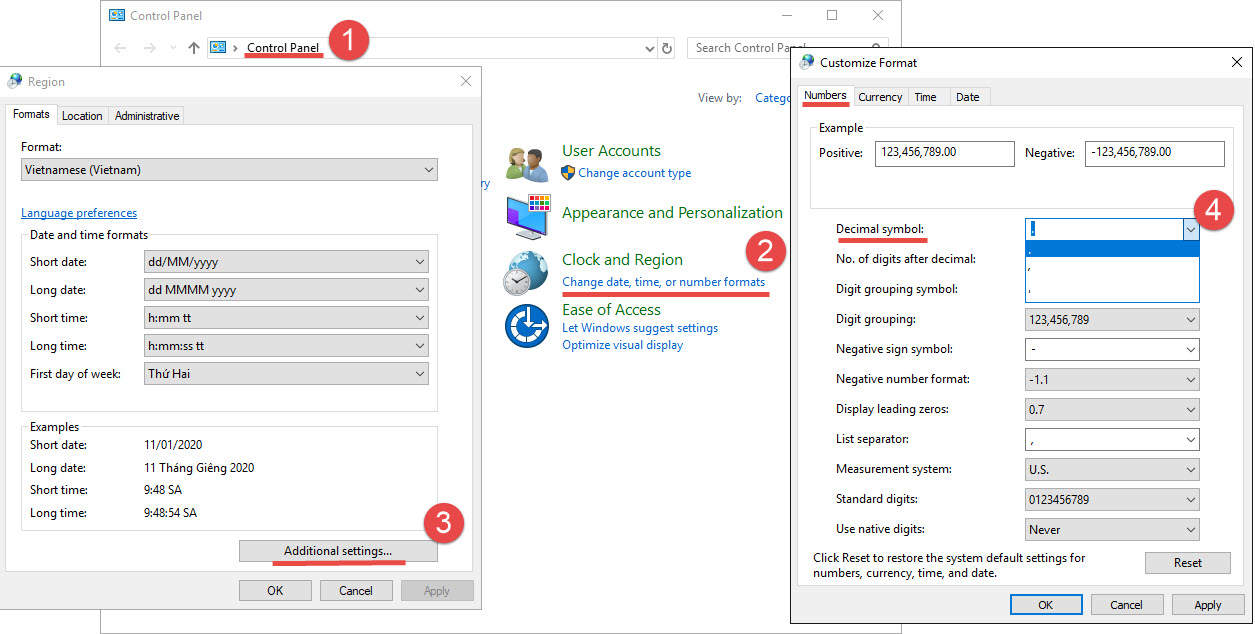 Control Panel
Control Panel
1
Search Control Pan
View by:
Catego
ry
User Accounts
Change account type
Appearance and Personalization
2
Clock and Region
Change date, time, or number formats
Ease of Access
Let Windows suggest settings
Optimize visual display
Region
Formats
Location
Administrative
Format:
Vietnamese (Vietnam)
Language preferences
Date and time formats
Short date:
dd/MM/yyyy
Long date:
dd MMMM yyyy
Short time:
h:mm tt
Long time:
h:mm:ss tt
First day of week:
Thứ Hai
Examples
Short date:
11/01/2020
Long date:
11 Tháng Giêng 2020
Short time:
9:48 SA
Long time:
9:48:54 SA
3
Additional settings...
OK
Cancel
Apply
Customize Format
Numbers
Currency
Time
Date
Example
Positive:
123,456,789.00
Negative:
-123,456,789.00
4
Decimal symbol:
.
.
,
No. of digits after decimal:
Digit grouping symbol:
Digit grouping:
123,456,789
Negative sign symbol:
-
Negative number format:
-1.1
Display leading zeros:
0.7
List separator:
,
Measurement system:
U.S.
Standard digits:
0123456789
Use native digits:
Never
Click Reset to restore the system default settings for
numbers, currency, time, and date.
Reset
OK
Cancel
Apply